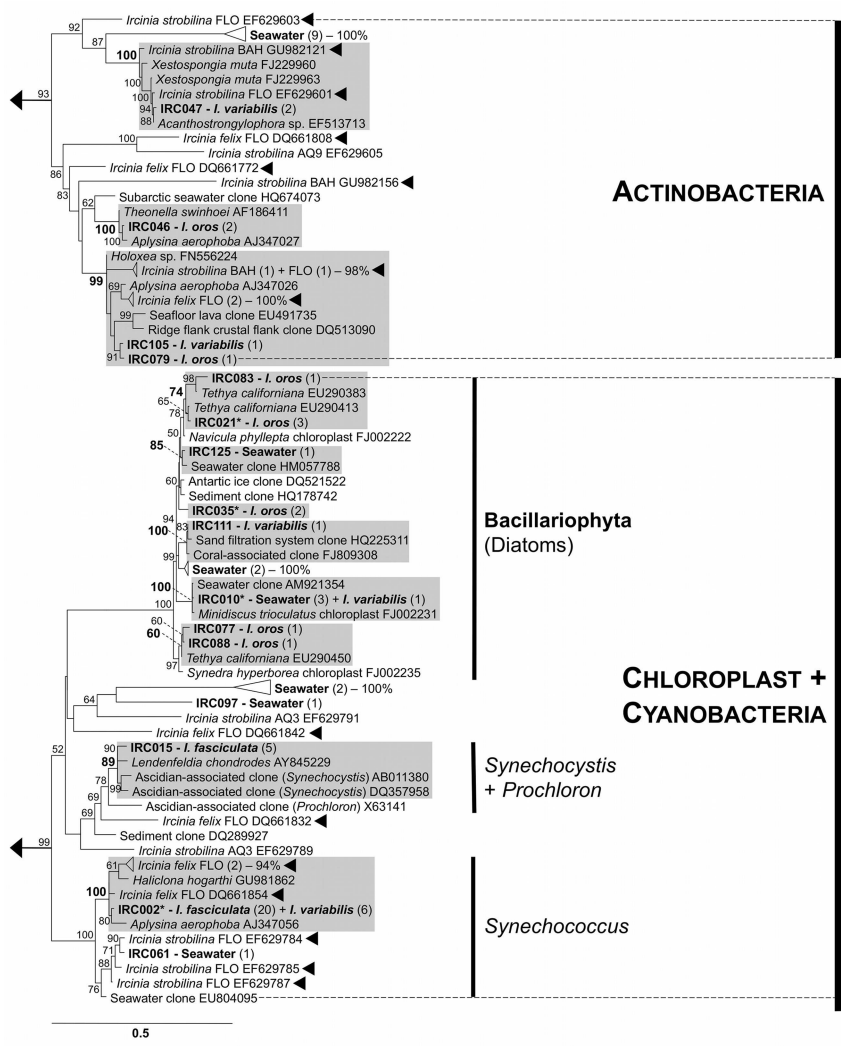 Ircinia strobilina FLO EF629603
92
Seawater (9) – 100%
87
Ircinia strobilina BAH GU982121
100
Xestospongia muta FJ229960
Xestospongia muta FJ229963
100
Ircinia strobilina FLO EF629601
100
93
IRC047 - I. variabilis (2)
94
Acanthostrongylophora sp. EF513713
88
Ircinia felix FLO DQ661808
100
Ircinia strobilina AQ9 EF629605
Ircinia felix FLO DQ661772
86
Ircinia strobilina BAH GU982156
83
ACTINOBACTERIA
Subarctic seawater clone HQ674073
62
Theonella swinhoei AF186411
IRC046 - I. oros (2)
100
Aplysina aerophoba AJ347027
100
Holoxea sp. FN556224
Ircinia strobilina BAH (1) + FLO (1) – 98%
99
Aplysina aerophoba AJ347026
69
Ircinia felix FLO (2) – 100%
Seafloor lava clone EU491735
99
Ridge flank crustal flank clone DQ513090
IRC105 - I. variabilis (1)
IRC079 - I. oros (1)
91
IRC083 - I. oros (1)
98
Tethya californiana EU290383
74
Tethya californiana EU290413
65
IRC021* - I. oros (3)
78
Navicula phyllepta chloroplast FJ002222
50
IRC125 - Seawater (1)
85
Seawater clone HM057788
Antartic ice clone DQ521522
60
Sediment clone HQ178742
IRC035* - I. oros (2)
94
IRC111 - I. variabilis (1)
83
100
Sand filtration system clone HQ225311
Bacillariophyta
(Diatoms)
Coral-associated clone FJ809308
99
Seawater (2) – 100%
Seawater clone AM921354
100
IRC010* - Seawater (3) + I. variabilis (1)
100
Minidiscus trioculatus chloroplast FJ002231
60
IRC077 - I. oros (1)
60
IRC088 - I. oros (1)
Tethya californiana EU290450
97
Synedra hyperborea chloroplast FJ002235
Seawater (2) – 100%
64
IRC097 - Seawater (1)
CHLOROPLAST +
CYANOBACTERIA
Ircinia strobilina AQ3 EF629791
Ircinia felix FLO DQ661842
52
IRC015 - I. fasciculata (5)
90
Lendenfeldia chondrodes AY845229
89
Ascidian-associated clone (Synechocystis) AB011380
78
Ascidian-associated clone (Synechocystis) DQ357958
99
Synechocystis
+ Prochloron
Ascidian-associated clone (Prochloron) X63141
69
Ircinia felix FLO DQ661832
69
Sediment clone DQ289927
99
Ircinia strobilina AQ3 EF629789
Ircinia felix FLO (2) – 94%
61
Haliclona hogarthi GU981862
100
Ircinia felix FLO DQ661854
IRC002* - I. fasciculata (20) + I. variabilis (6)
80
Aplysina aerophoba AJ347056
Synechococcus
100
Ircinia strobilina FLO EF629784
90
IRC061 - Seawater (1)
71
Ircinia strobilina FLO EF629785
88
Ircinia strobilina FLO EF629787
76
Seawater clone EU804095
0.5